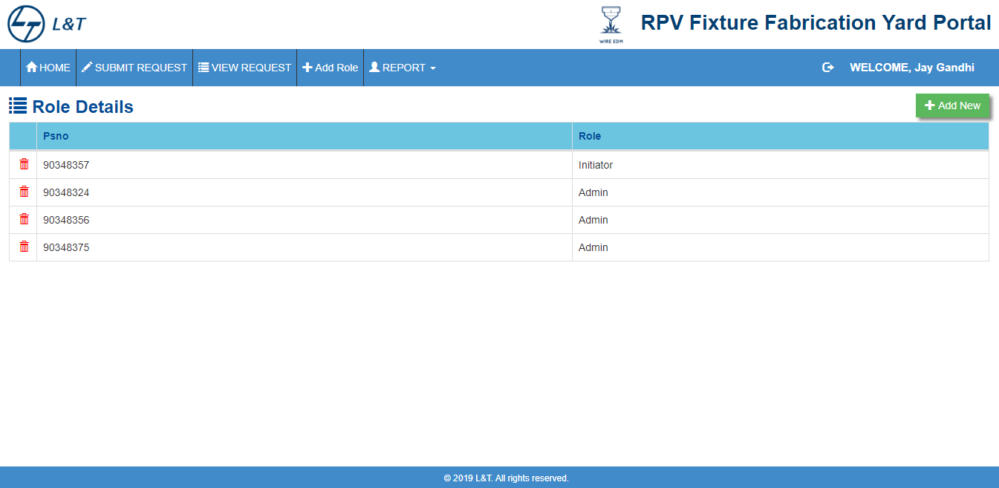 L&T
WIRE EDM
RPV Fixture Fabrication Yard Portal
HOME SUBMIT REQUEST VIEW REQUEST Add Role REPORT WELCOME, Jay Gandhi
Role Details
Add New
Psno Role
90348357 Initiator
90348324 Admin
90348356 Admin
90348375 Admin
© 2019 L&T. All rights reserved.